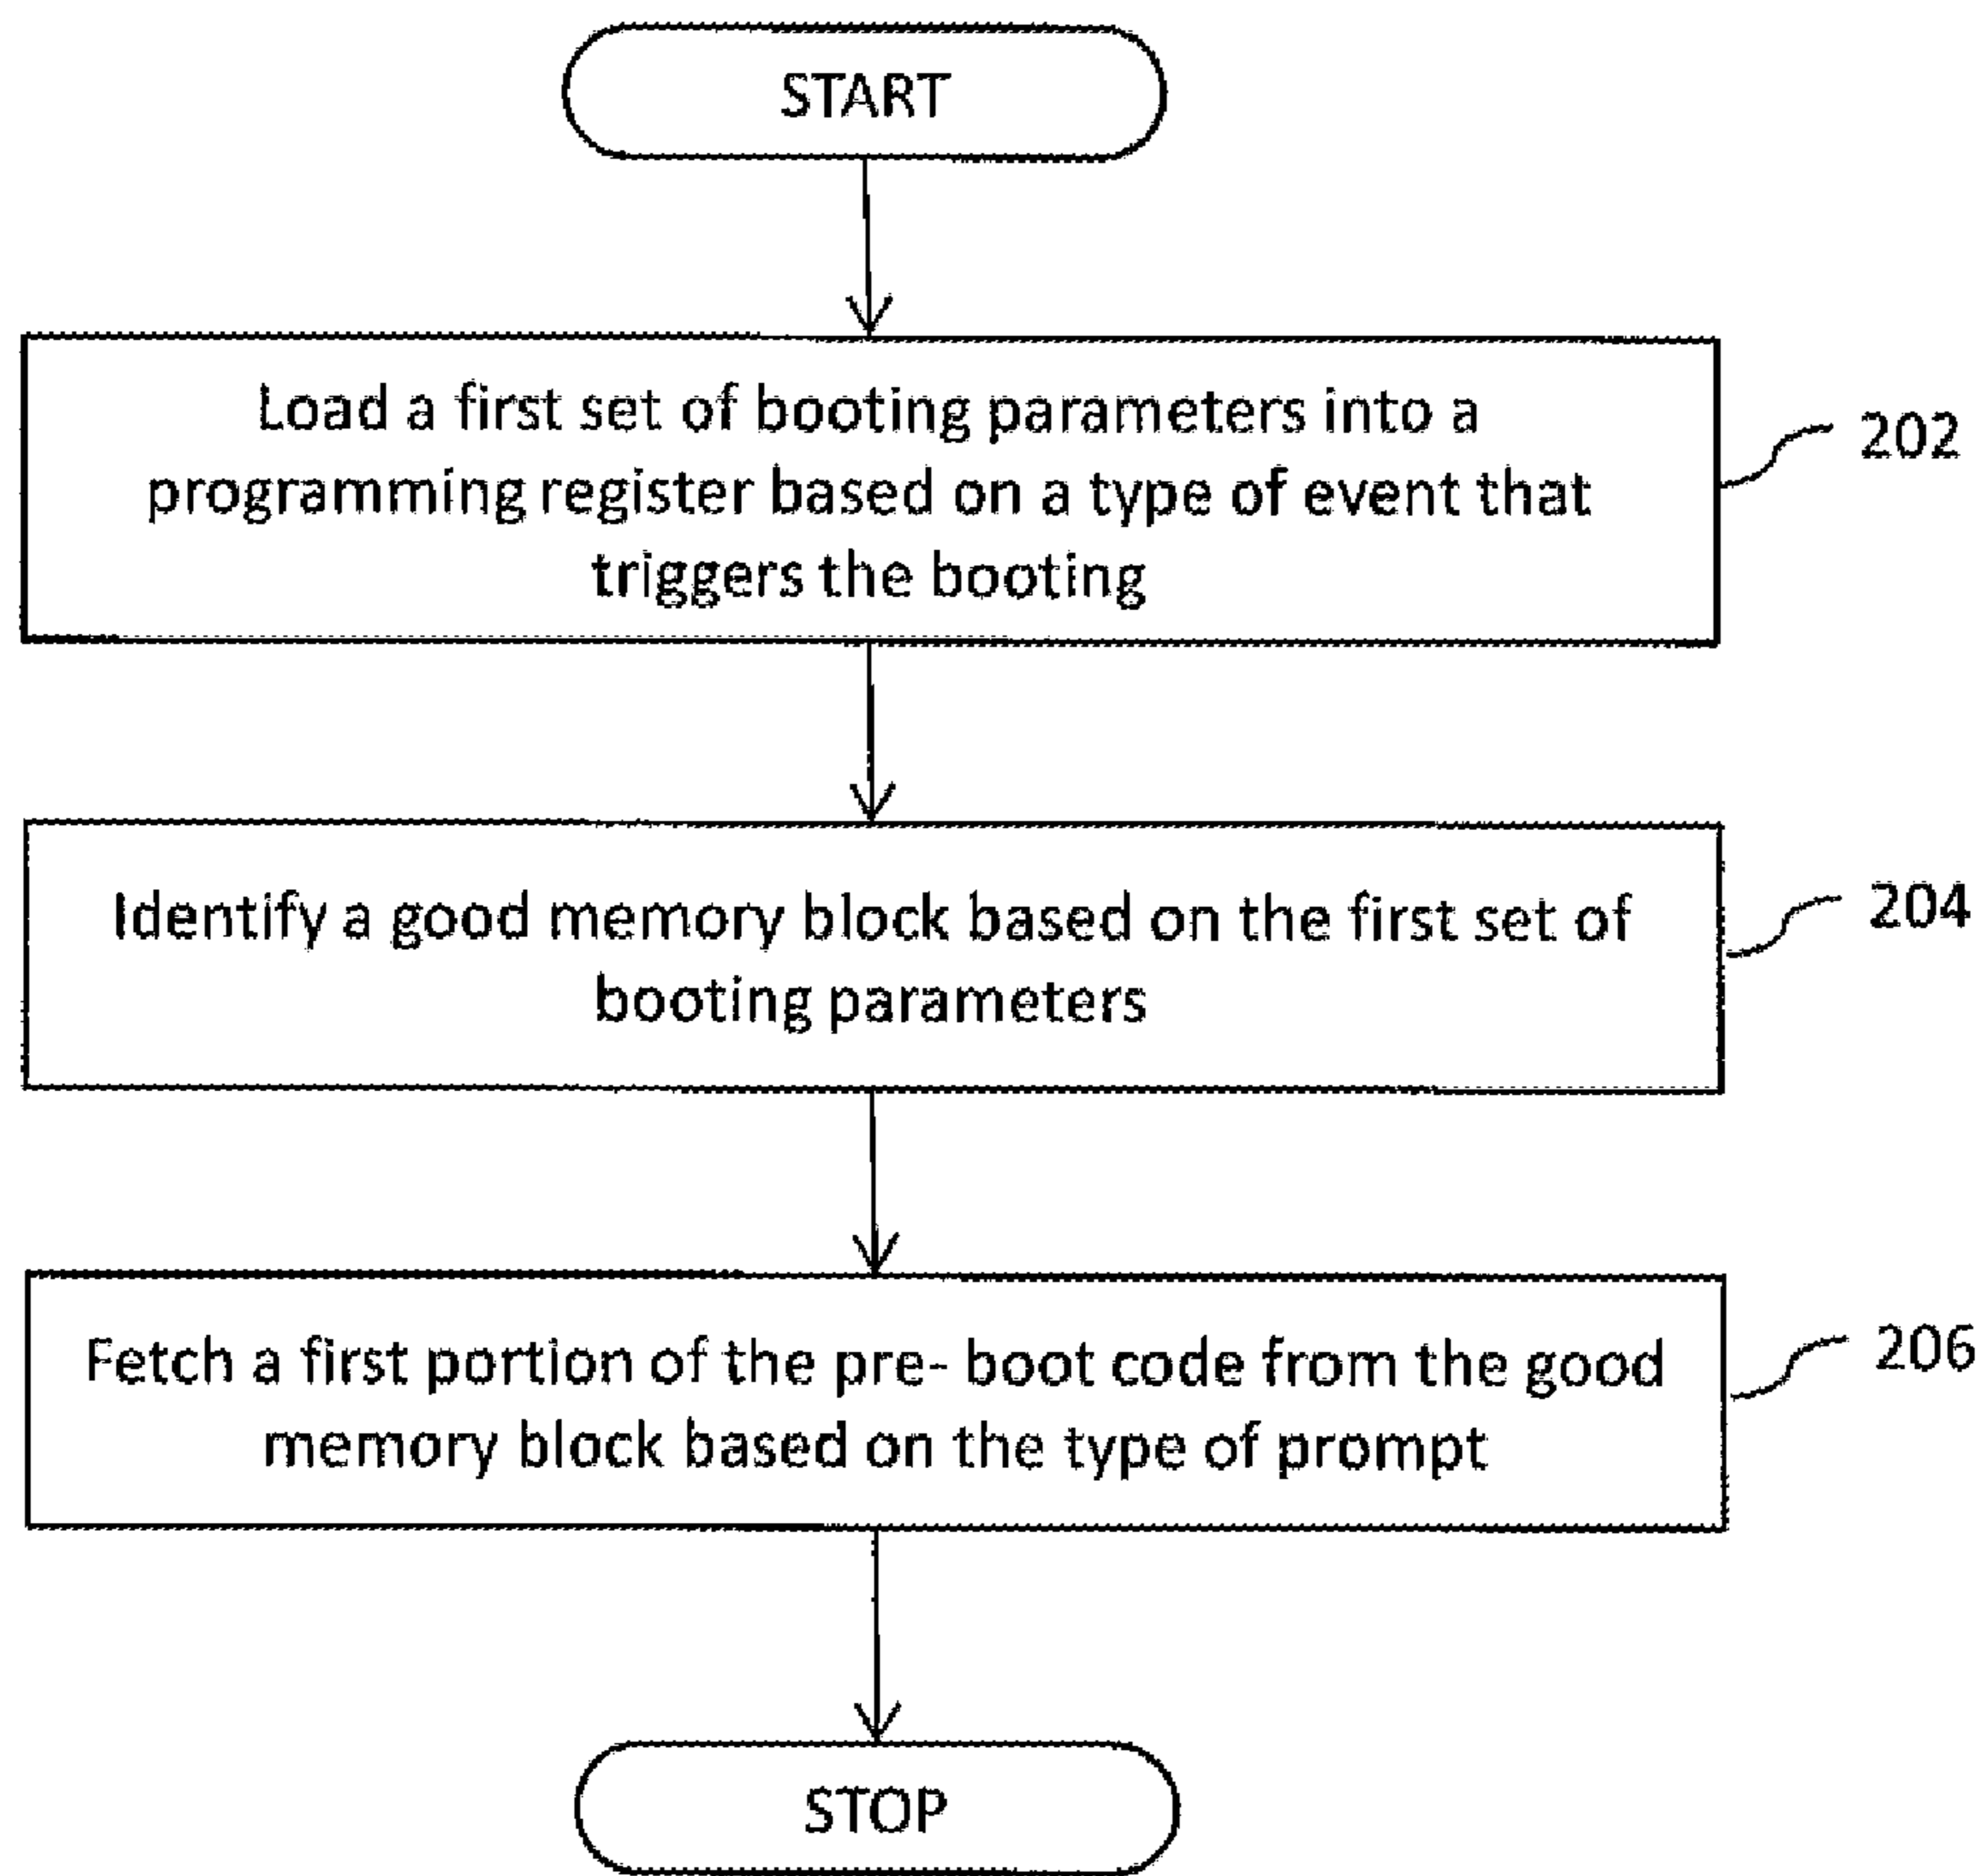 START
Load a first set of booting parameters into a
programming register based on a type of event that
triggers the booting
202
Identify a good memory block based on the first set of
booting parameters
204
Fetch a first portion of the pre- boot code from the good
memory block based on the type of prompt
206
STOP